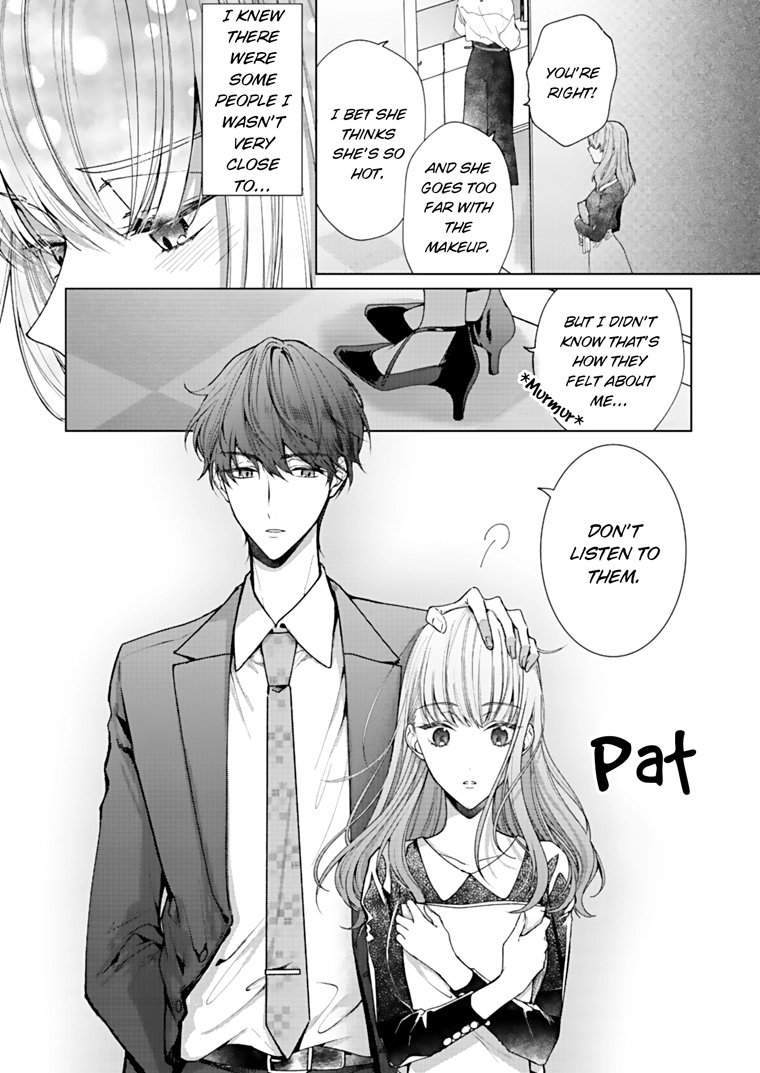 YOU'RE
RIGHT!
AND SHE
GOES TOO
FAR WITH
THE
MAKEUP.
I BET SHE
THINKS
SHE'S SO
HOT.
I KNEW
THERE
WERE
SOME
PEOPLE I
WASN'T
VERY
CLOSE
TO...
BUT I DIDN'T
KNOW THAT'S
HOW THEY
FELT ABOUT
ME...
*Murmur*
DON'T
LISTEN TO
THEM.
?
Pat